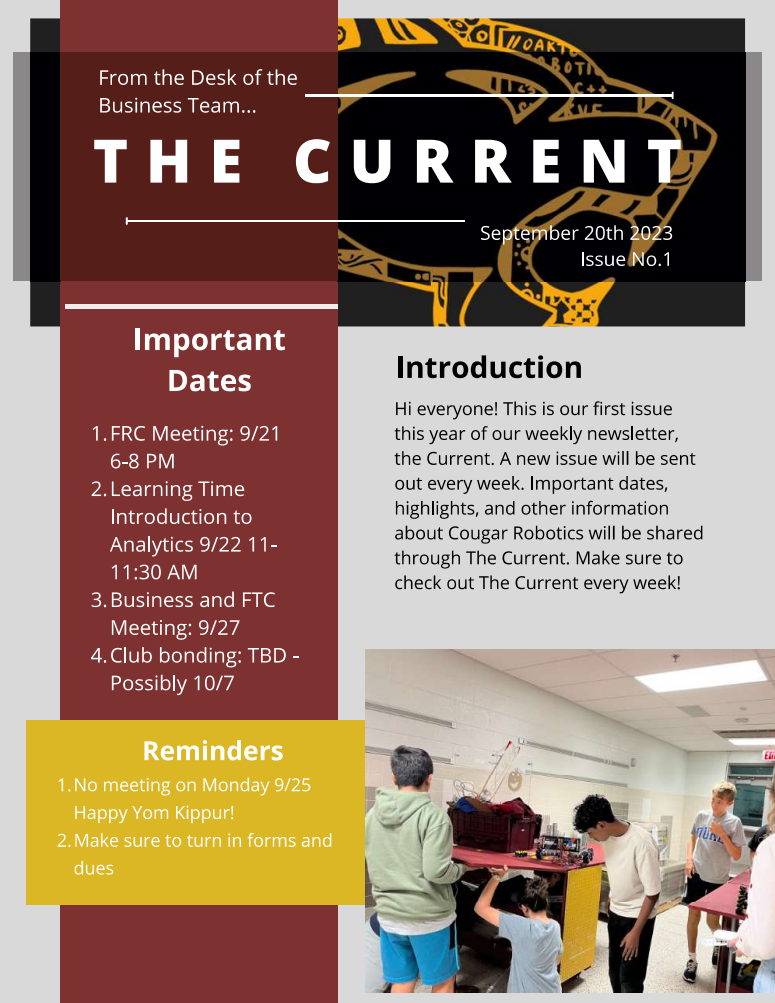 From the Desk of the
Business Team...
THE CURRENT
September 20th 2023
Issue No.1
Important
Dates
1. FRC Meeting: 9/21
6-8 PM
2. Learning Time
Introduction to
Analytics 9/22 11-
11:30 AM
3. Business and FTC
Meeting: 9/27
4. Club bonding: TBD -
Possibly 10/7
Reminders
1. No meeting on Monday 9/25
Happy Yom Kippur!
2. Make sure to turn in forms and
dues
Introduction
Hi everyone! This is our first issue
this year of our weekly newsletter,
the Current. A new issue will be sent
out every week. Important dates,
highlights, and other information
about Cougar Robotics will be shared
through The Current. Make sure to
check out The Current every week!
C++